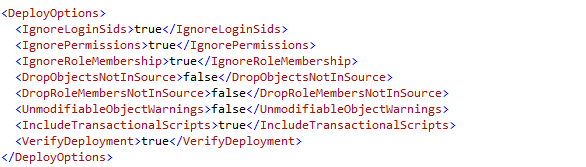 <DeployOptions>
<IgnoreLoginSids>true</IgnoreLoginSids>
<IgnorePermissions>true</IgnorePermissions>
<IgnoreRoleMembership>true</IgnoreRoleMembership>
<DropObjectsNotInSource>false</DropObjectsNotInSource>
<DropRoleMembersNotInSource>false</DropRoleMembersNotInSource>
<UnmodifiableObjectWarnings>false</UnmodifiableObjectWarnings>
<IncludeTransactionalScripts>true</IncludeTransactionalScripts>
<VerifyDeployment>true</VerifyDeployment>
</DeployOptions>